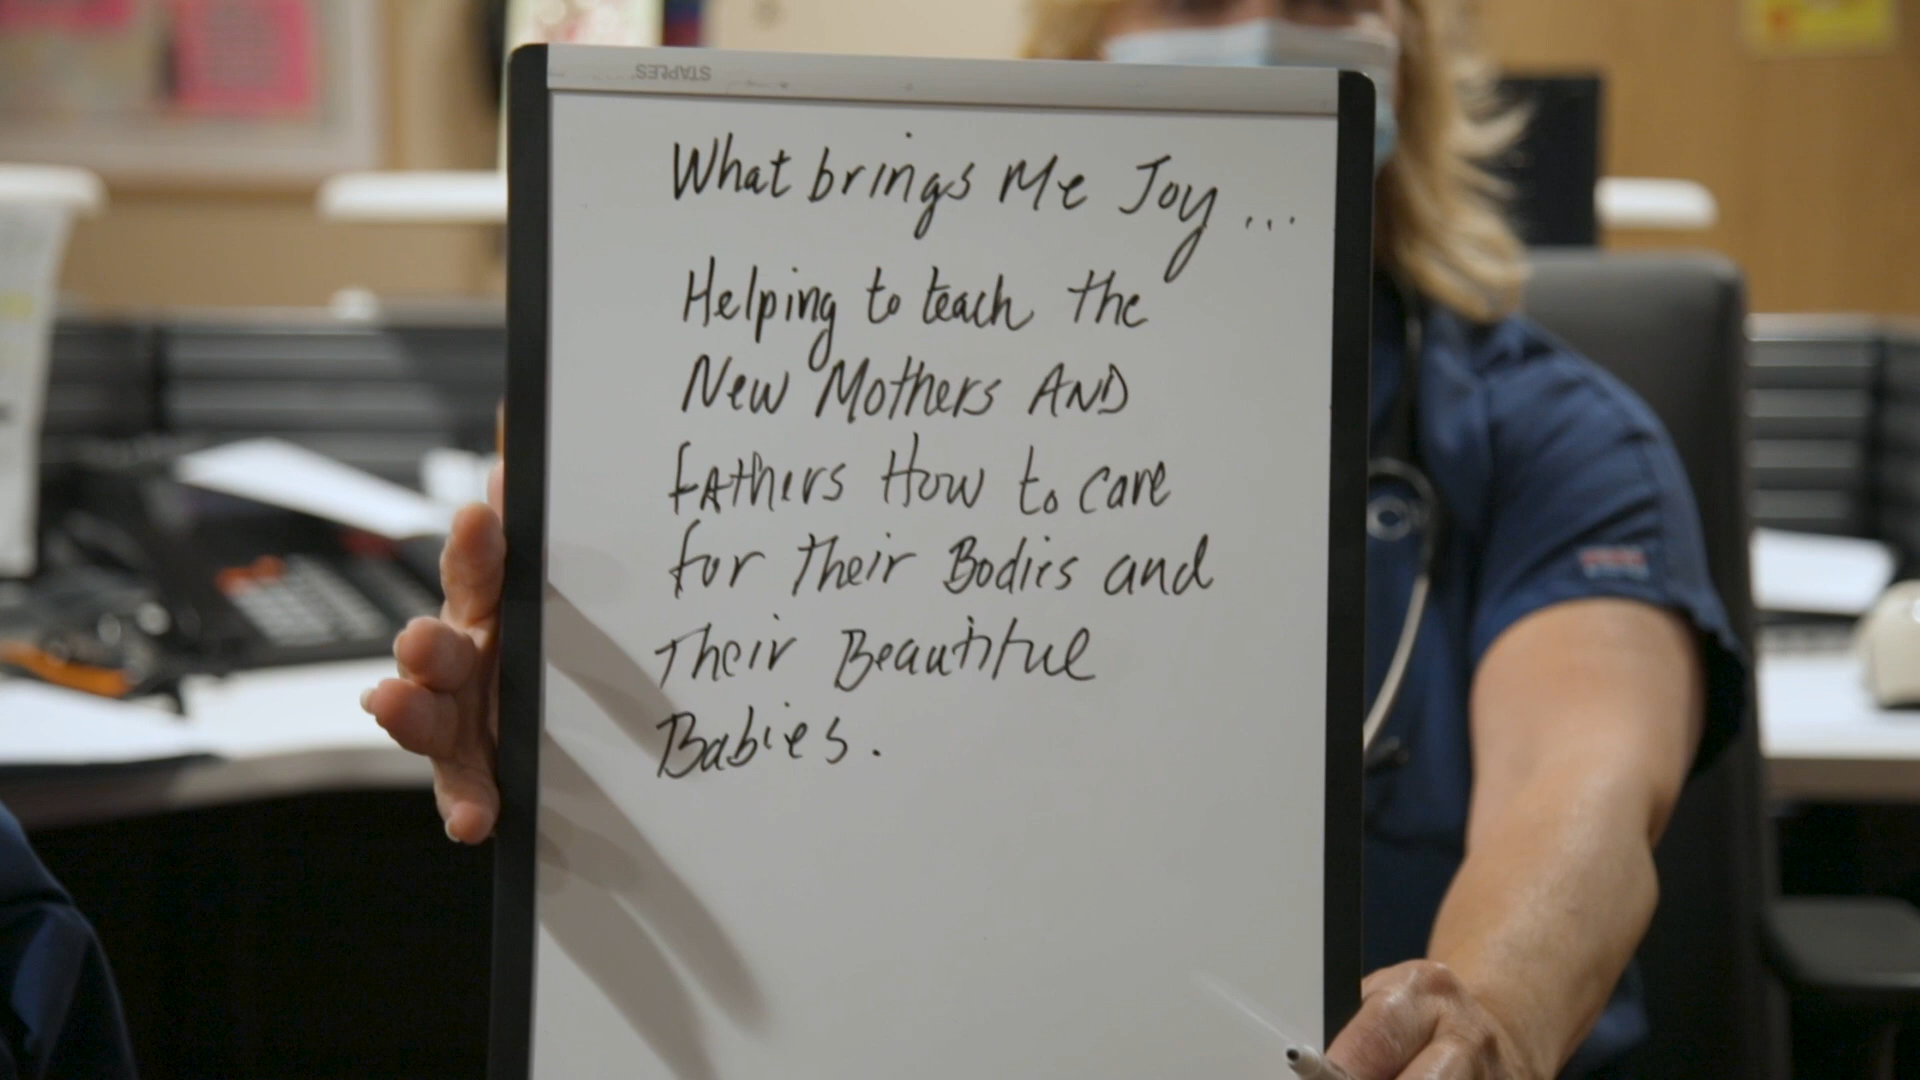 STAPLES
What brings Me Joy...
Helping to teach the
New Mothers AND
FAthers How to care
for Their Bodies and
Their Beautiful
Babies.